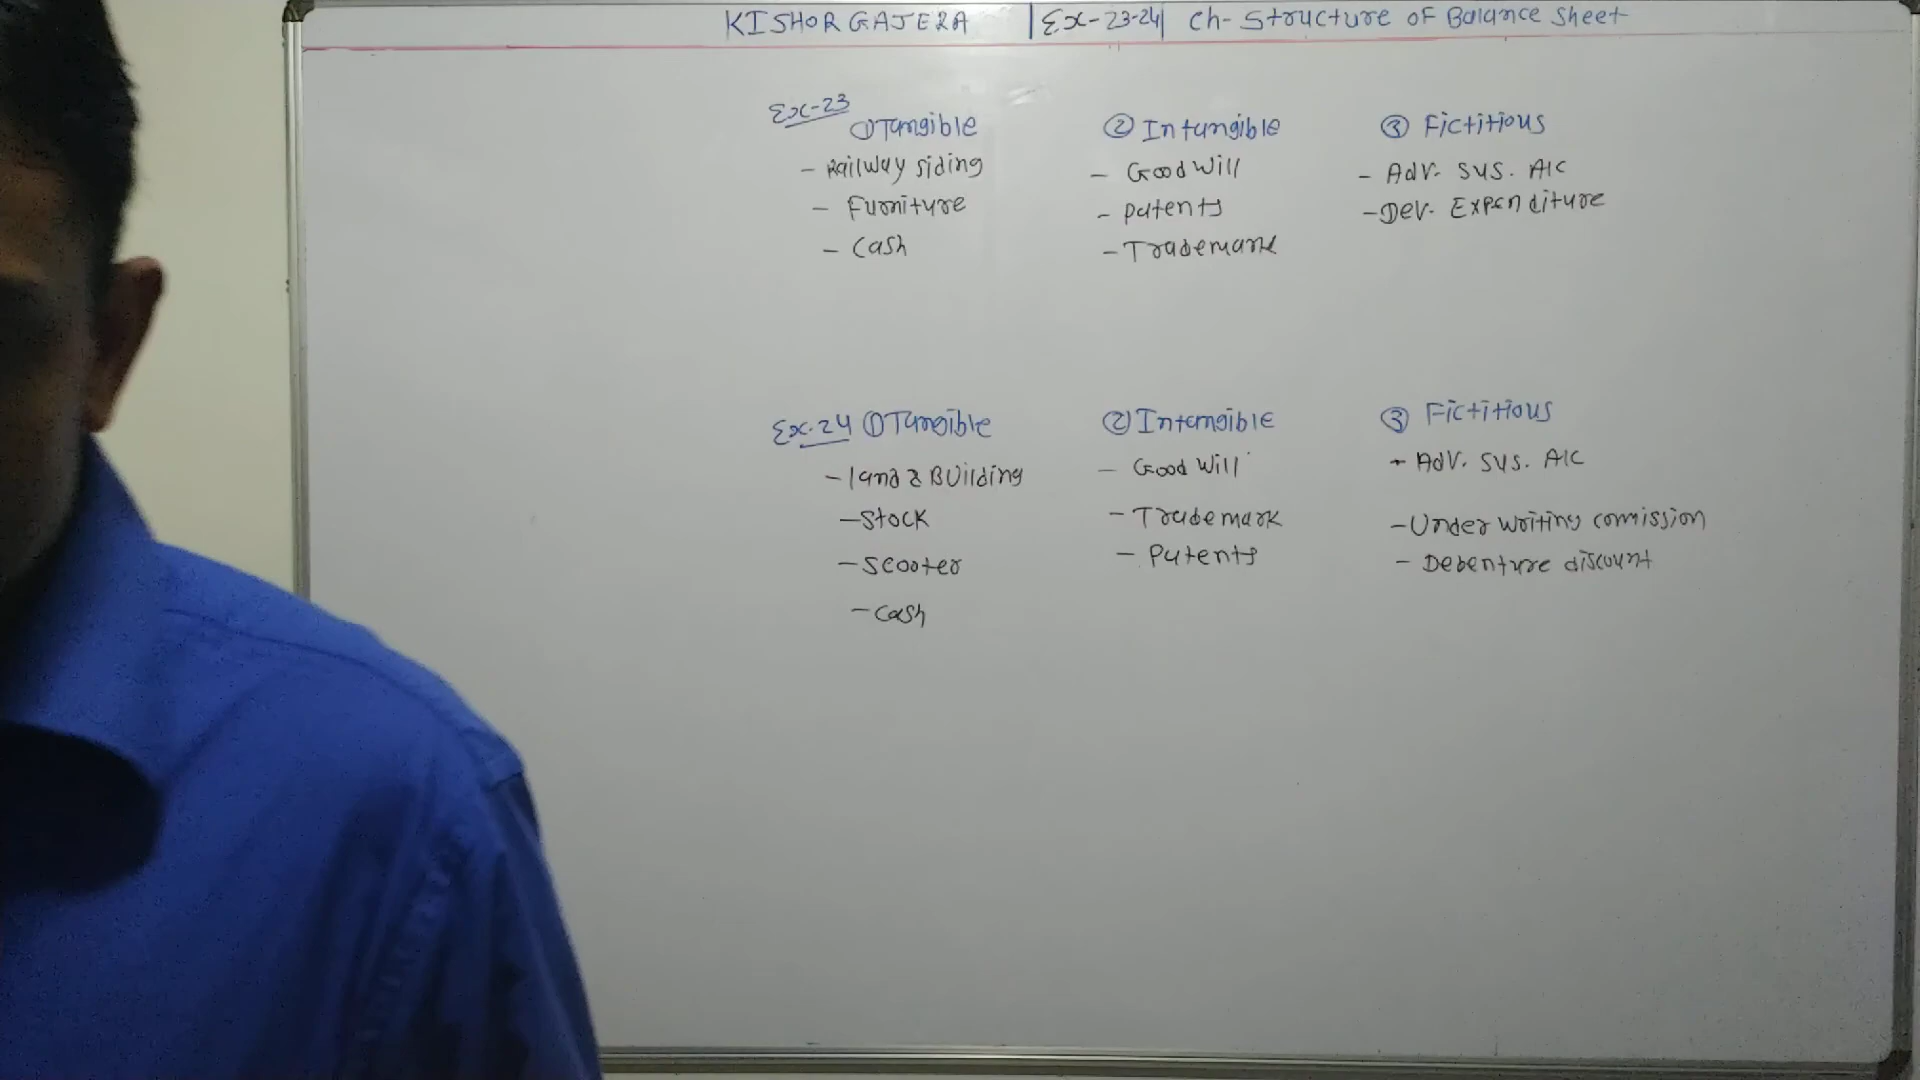 KISHOR GAJERA |Ex-23-24| Ch- Structure of Balance sheet
Ex-23
① Tangible ② Intangible ③ Fictitious
- Railway siding - Good Will - Adv. sus. A/C
- Furniture - Patents - Dev. Expenditure
- Cash - Trademark
Ex-24 ① Tangible ② Intangible ③ Fictitious
- land & Building - Good Will - Adv. sus. A/C
- Stock - Trademark - Under writing comission
- Scooter - Patents - Debenture discount
- Cash